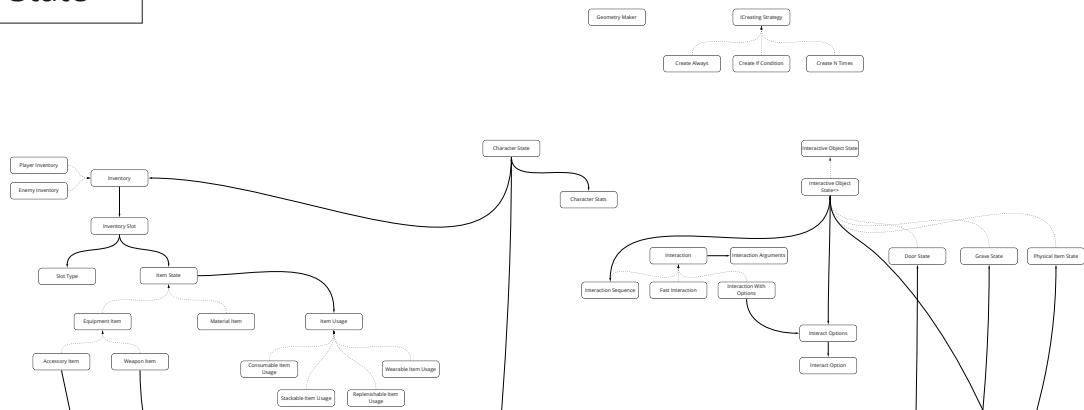 State
Geometry Maker
ICreating Strategy
Create Always
Create If Condition
Create N Times
Character State
Interactive Object State
Player Inventory
Inventory
Enemy Inventory
Interactive Object
State<>
Character Stats
Inventory Slot
Interaction
Interaction Arguments
Door State
Grave State
Physical Item State
Slot Type
Item State
Interaction Sequence
Fast Interaction
Interaction With
Options
Equipment Item
Material Item
Item Usage
Interact Options
Accessory Item
Weapon Item
Consumable Item
Usage
Wearable Item Usage
Interact Option
Stackable Item Usage
Replenishable Item
Usage